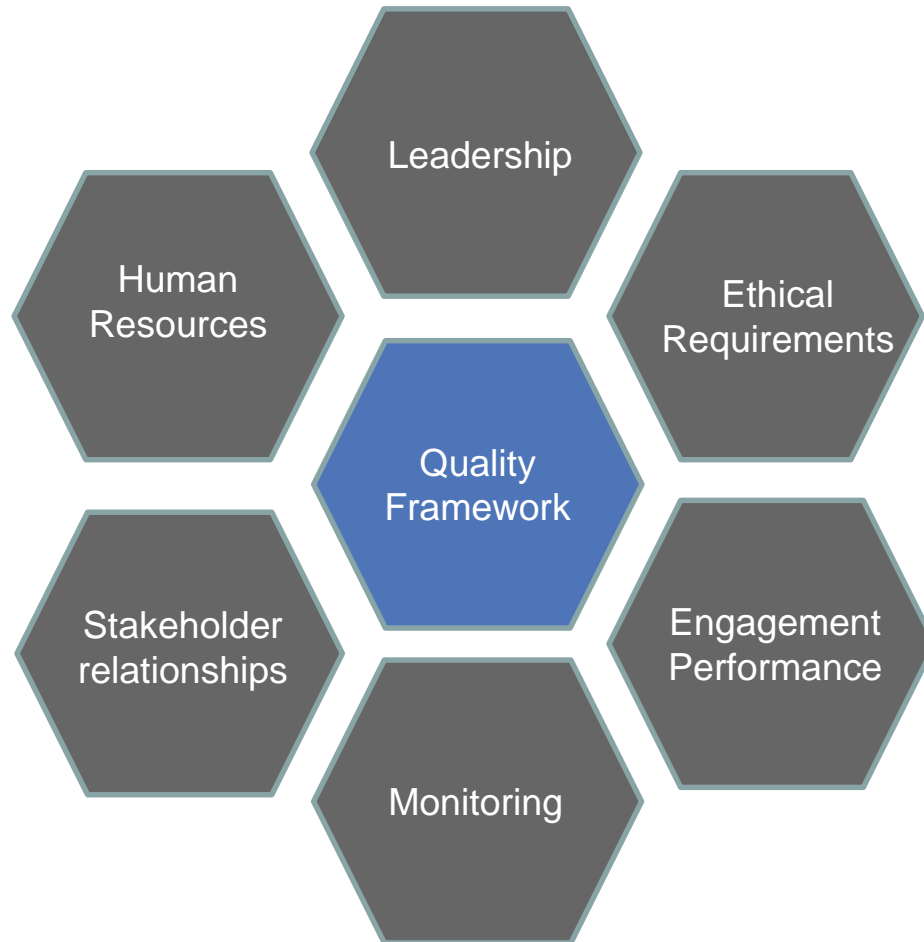 Leadership
Human
Resources
Ethical
Requirements
Quality
Framework
Stakeholder
relationships
Engagement
Performance
Monitoring